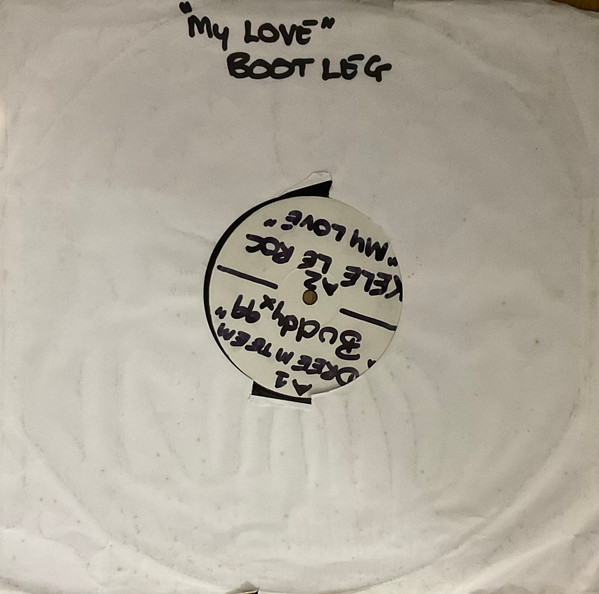 "My LOVE"
BOOTLEG
A1
DREEM TEEM
"Buddy x 99"
A2
KELE LE ROC
"MY LOVE"